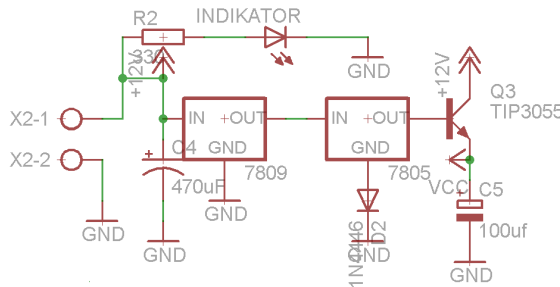 R2
INDIKATOR
330
+12V
GND
+12V
Q3
TIP3055
X2-1
IN
+OUT
GND
7809
IN
+OUT
GND
7805
C4
470uF
X2-2
GND
VCC
C5
100uf
GND
1N4446
D2
GND
GND
GND